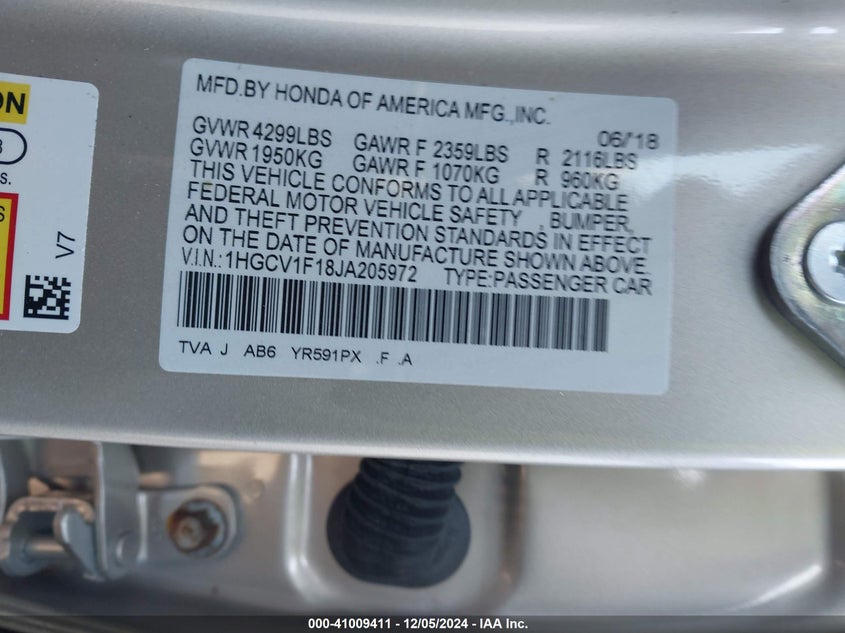 ON
3
S.
S
V7
MFD.BY HONDA OF AMERICA MFG.,INC.
06/18
GVWR 4299LBS GAWR F 2359LBS R 2116LBS
GVWR 1950KG GAWR F 1070KG R 960KG
THIS VEHICLE CONFORMS TO ALL APPLICABLE
FEDERAL MOTOR VEHICLE SAFETY , BUMPER,
AND THEFT PREVENTION STANDARDS IN EFFECT
ON THE DATE OF MANUFACTURE SHOWN ABOVE.
V.I.N.:1HGCV1F18JA205972 TYPE:PASSENGER CAR
TVA J AB6 YR591PX .F .A
000-41009411 - 12/05/2024 - IAA Inc.